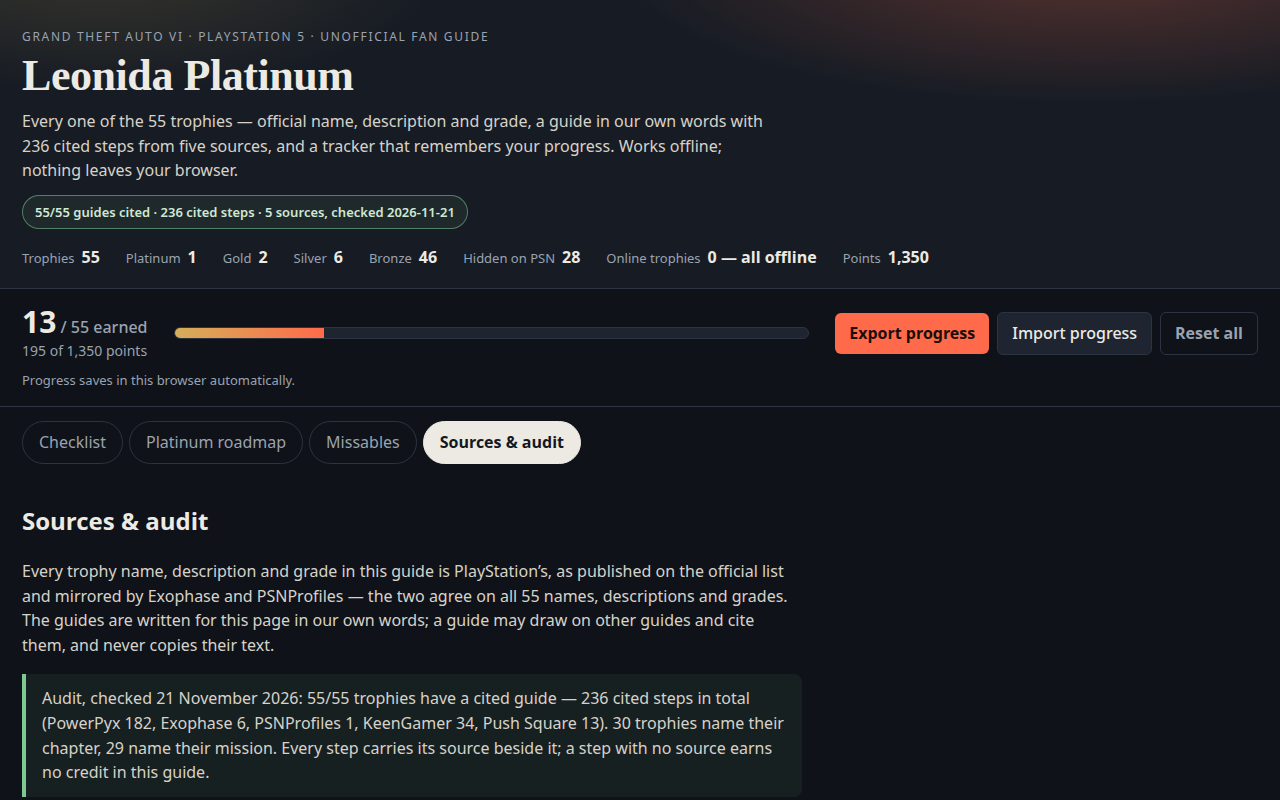 GRAND THEFT AUTO VI · PLAYSTATION 5 · UNOFFICIAL FAN GUIDE
Leonida Platinum
Every one of the 55 trophies — official name, description and grade, a guide in our own words with
236 cited steps from five sources, and a tracker that remembers your progress. Works offline;
nothing leaves your browser.
55/55 guides cited · 236 cited steps · 5 sources, checked 2026-11-21
Trophies 55 Platinum 1 Gold 2 Silver 6 Bronze 46 Hidden on PSN 28 Online trophies 0 — all offline Points 1,350
13 / 55 earned
195 of 1,350 points
Export progress Import progress Reset all
Progress saves in this browser automatically.
Checklist Platinum roadmap Missables Sources & audit
Sources & audit
Every trophy name, description and grade in this guide is PlayStation’s, as published on the official list
and mirrored by Exophase and PSNProfiles — the two agree on all 55 names, descriptions and grades.
The guides are written for this page in our own words; a guide may draw on other guides and cite
them, and never copies their text.
Audit, checked 21 November 2026: 55/55 trophies have a cited guide — 236 cited steps in total
(PowerPyx 182, Exophase 6, PSNProfiles 1, KeenGamer 34, Push Square 13). 30 trophies name their
chapter, 29 name their mission. Every step carries its source beside it; a step with no source earns
no credit in this guide.